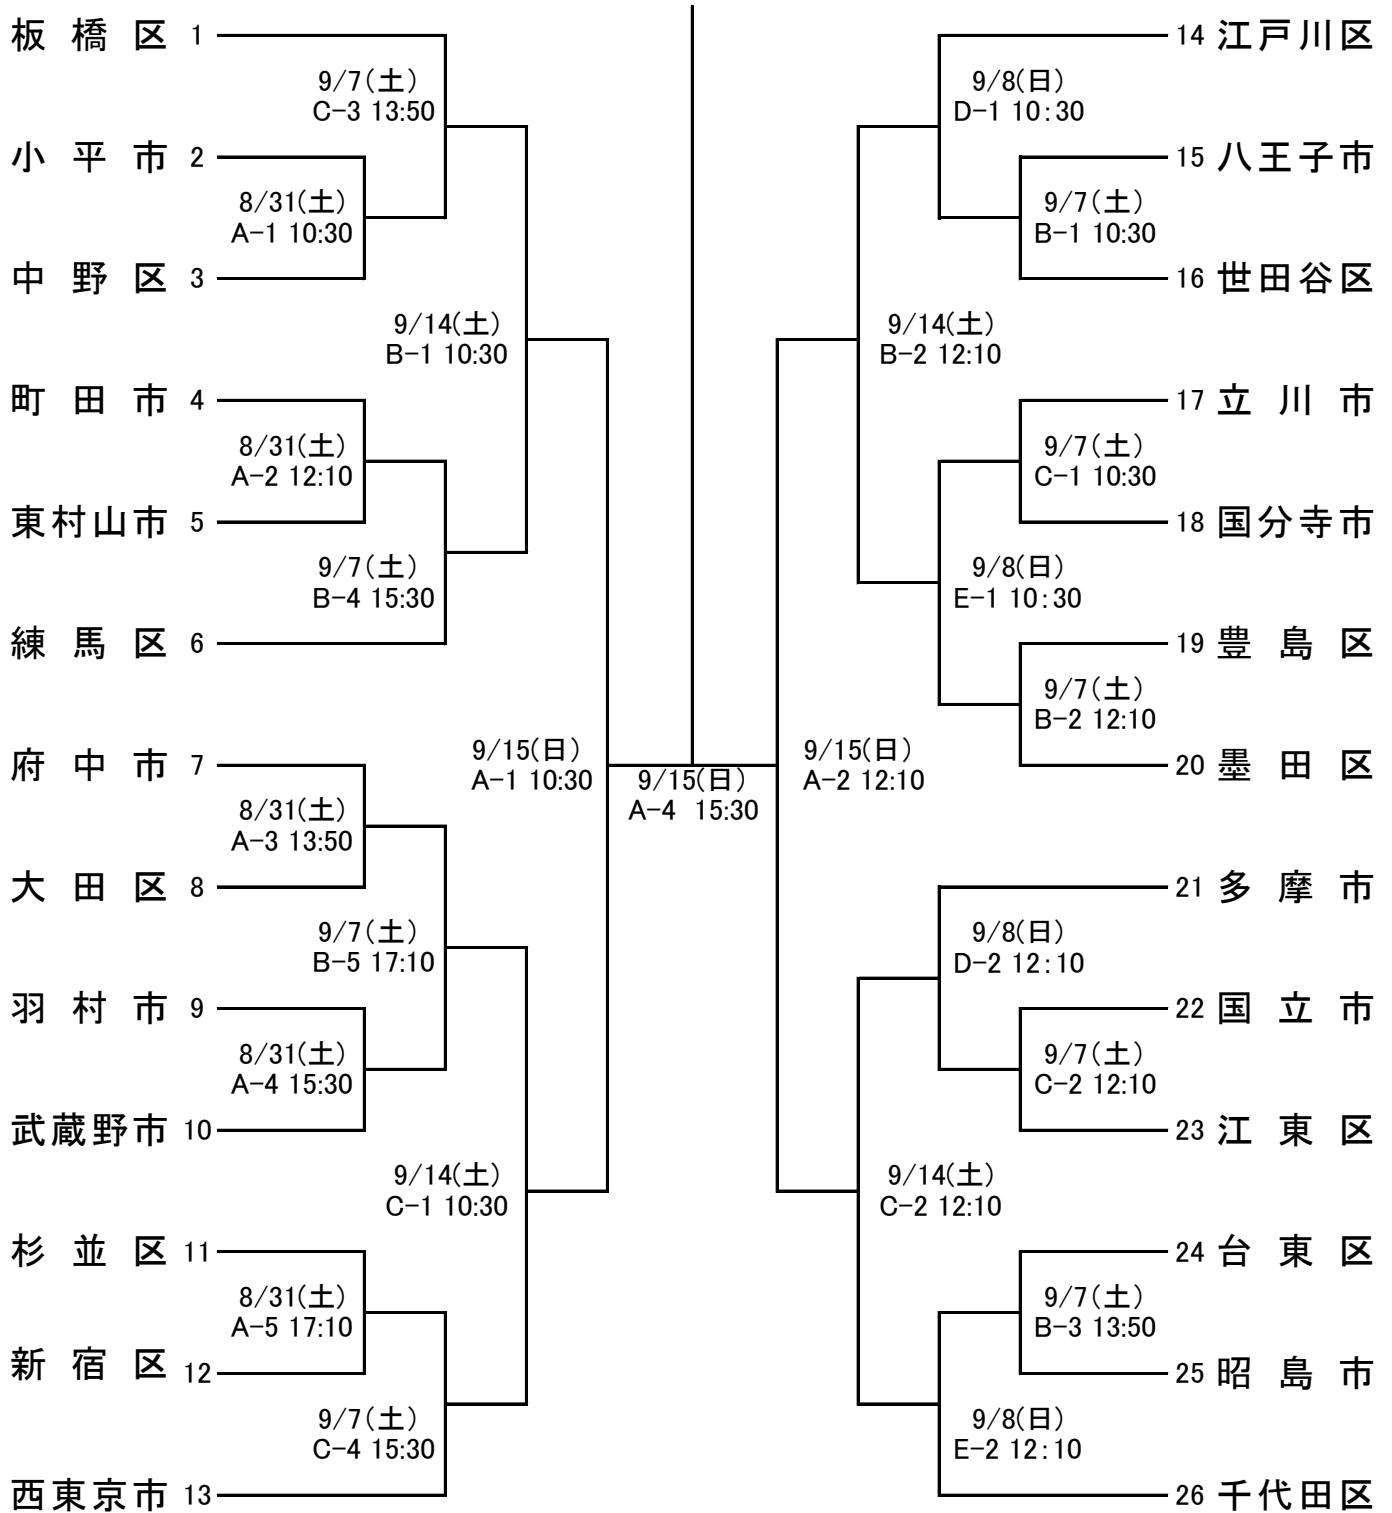 板橋区 1
9/7(土)
C-3 13:50
小平市 2
8/31(土)
A-1 10:30
中野区 3
9/14(土)
B-1 10:30
町田市 4
8/31(土)
A-2 12:10
東村山市 5
9/7(土)
B-4 15:30
練馬区 6
府中市 7
9/15(日)
A-1 10:30
8/31(土)
A-3 13:50
大田区 8
9/7(土)
B-5 17:10
羽村市 9
8/31(土)
A-4 15:30
武蔵野市 10
9/14(土)
C-1 10:30
杉並区 11
8/31(土)
A-5 17:10
新宿区 12
9/7(土)
C-4 15:30
西東京市 13
9/15(日)
A-4 15:30
14 江戸川区
9/8(日)
D-1 10:30
15 八王子市
9/7(土)
B-1 10:30
16 世田谷区
9/14(土)
B-2 12:10
17 立川市
9/7(土)
C-1 10:30
18 国分寺市
9/8(日)
E-1 10:30
19 豊島区
9/7(土)
B-2 12:10
9/15(日)
A-2 12:10
20 墨田区
21 多摩市
9/8(日)
D-2 12:10
22 国立市
9/7(土)
C-2 12:10
23 江東区
9/14(土)
C-2 12:10
24 台東区
9/7(土)
B-3 13:50
25 昭島市
9/8(日)
E-2 12:10
26 千代田区